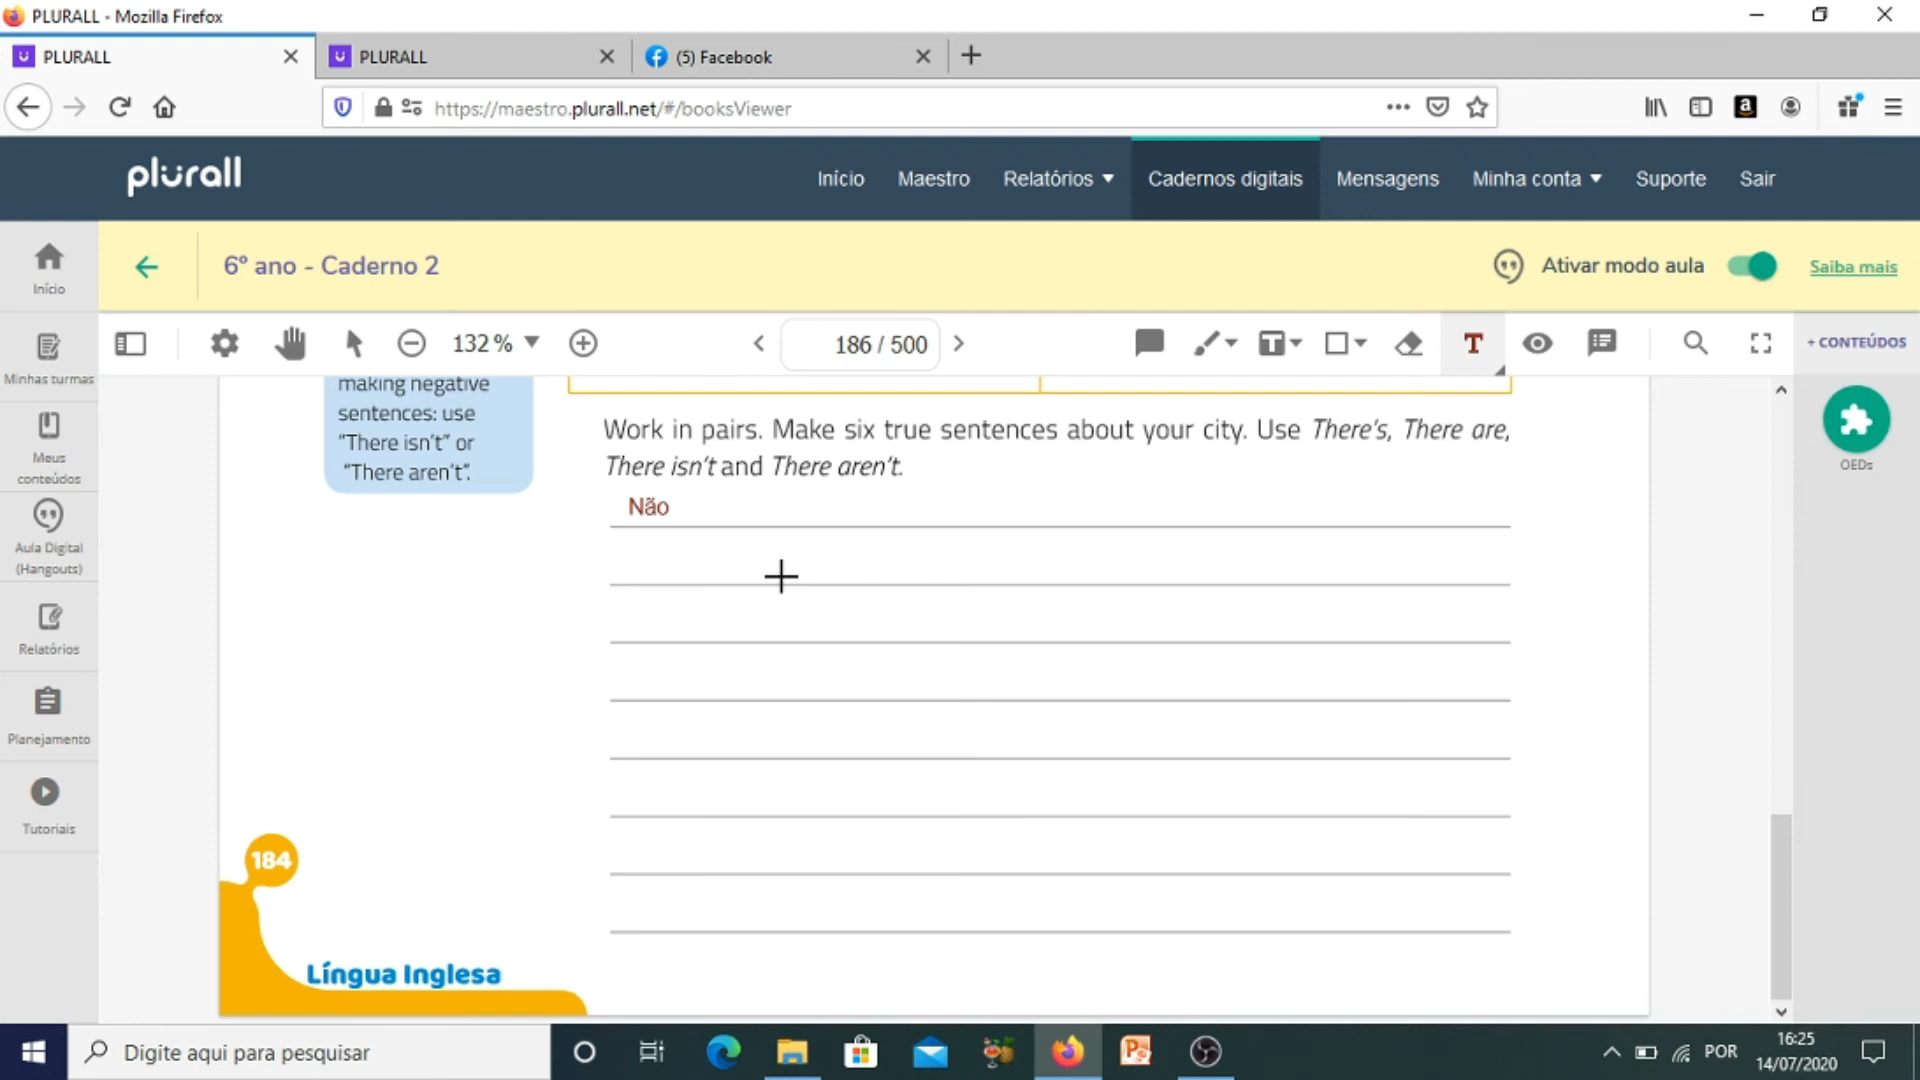 PLURALL - Mozilla Firefox
PLURALL
PLURALL
(5) Facebook
https://maestro.plurall.net/#/booksViewer
plurall
Início
Maestro
Relatórios
Cadernos digitais
Mensagens
Minha conta
Suporte
Sair
Início
6º ano - Caderno 2
Ativar modo aula
Saiba mais
132 %
186 / 500
T
T
+ CONTEÚDOS
Minhas turmas
Meus
conteúdos
Aula Digital
(Hangouts)
Relatórios
Planejamento
Tutoriais
OEDs
making negative
sentences: use
"There isn't" or
"There aren't".
Work in pairs. Make six true sentences about your city. Use There's, There are,
There isn't and There aren't.
Não
184
Língua Inglesa
Digite aqui para pesquisar
POR
16:25
14/07/2020